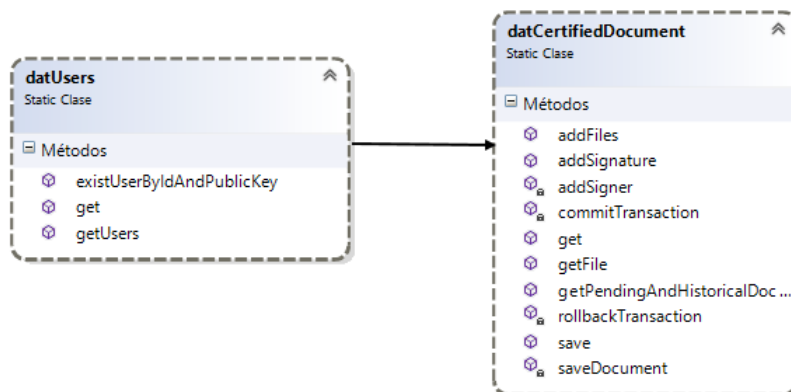 datUsers
Static Clase
Métodos
existUserByIdAndPublicKey
get
getUsers
datCertifiedDocument
Static Clase
Métodos
addFiles
addSignature
addSigner
commitTransaction
get
getFile
getPendingAndHistoricalDoc ...
rollbackTransaction
save
saveDocument